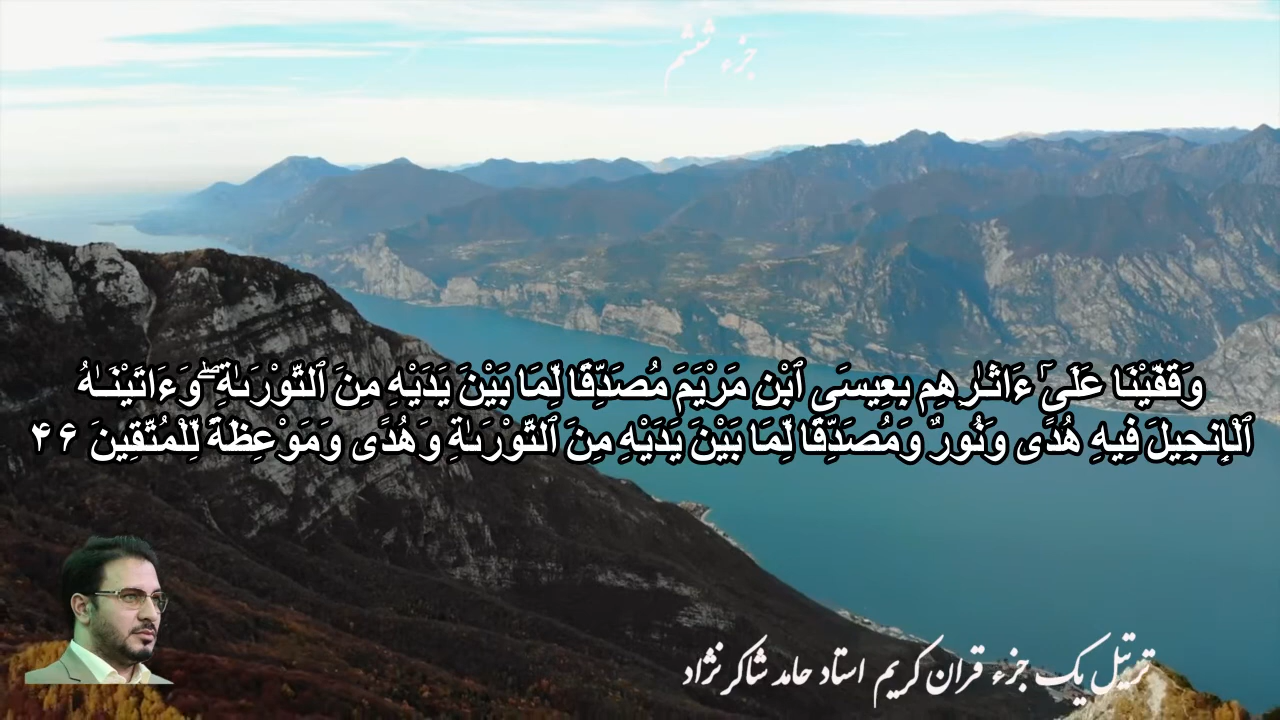 جزء ششم
وَقَفَّيْنَا عَلَىٰٓ ءَاثَـٰرِهِم بِعِيسَى ٱبْنِ مَرْيَمَ مُصَدِّقًا لِّمَا بَيْنَ يَدَيْهِ مِنَ ٱلتَّوْرَىٰةِ ۖ وَءَاتَيْنَـٰهُ
ٱلْإِنجِيلَ فِيهِ هُدًى وَنُورٌ وَمُصَدِّقًا لِّمَا بَيْنَ يَدَيْهِ مِنَ ٱلتَّوْرَىٰةِ وَهُدًى وَمَوْعِظَةً لِّلْمُتَّقِينَ ۴۶
ترتیل یک جزء قران کریم استاد حامد شاکرنژاد